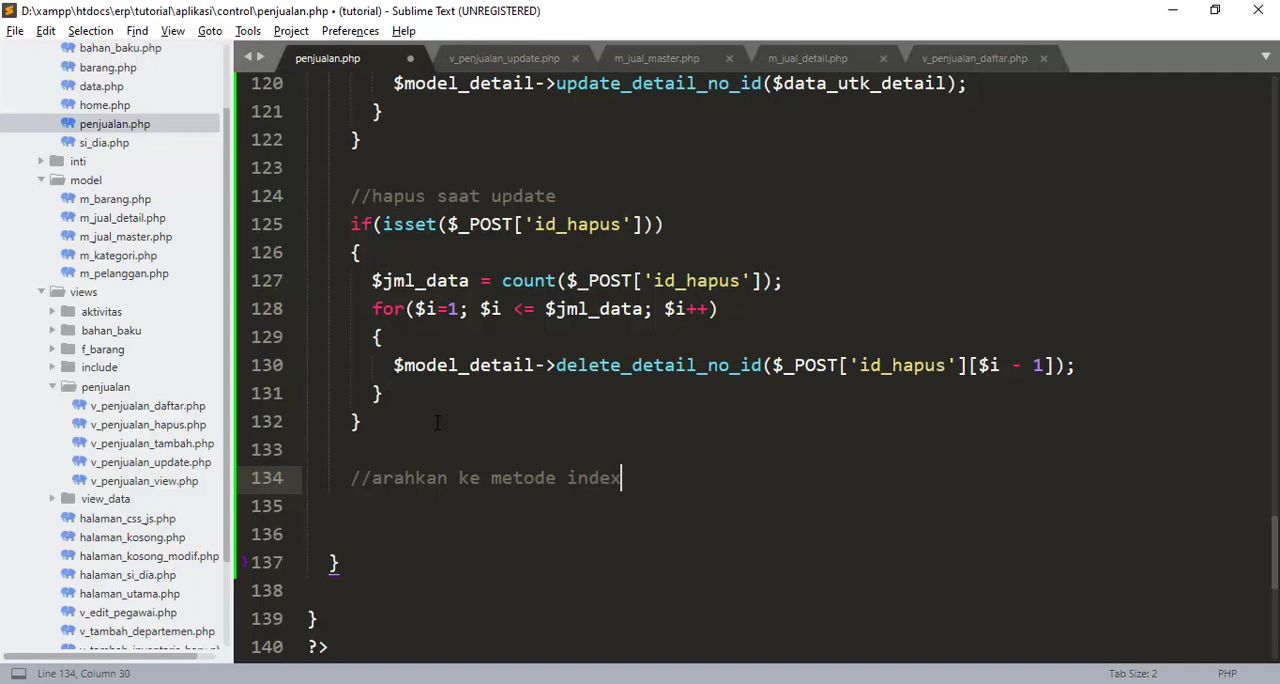 D:\xampp\htdocs\erp\tutorial\aplikasi\control\penjualan.php • (tutorial) - Sublime Text (UNREGISTERED)
File Edit Selection Find View Goto Tools Project Preferences Help
penjualan.php v_penjualan_update.php m_jual_master.php m_jual_detail.php v_penjualan_daftar.php
bahan_baku.php
barang.php
data.php
home.php
penjualan.php
si_dia.php
inti
model
m_barang.php
m_jual_detail.php
m_jual_master.php
m_kategori.php
m_pelanggan.php
views
aktivitas
bahan_baku
f_barang
include
penjualan
v_penjualan_daftar.php
v_penjualan_hapus.php
v_penjualan_tambah.php
v_penjualan_update.php
v_penjualan_view.php
view_data
halaman_css_js.php
halaman_kosong.php
halaman_kosong_modif.php
halaman_si_dia.php
halaman_utama.php
v_edit_pegawai.php
v_tambah_departemen.php
120 $model_detail->update_detail_no_id($data_utk_detail);
121 }
122 }
123
124 //hapus saat update
125 if(isset($_POST['id_hapus']))
126 {
127 $jml_data = count($_POST['id_hapus']);
128 for($i=1; $i <= $jml_data; $i++)
129 {
130 $model_detail->delete_detail_no_id($_POST['id_hapus'][$i - 1]);
131 }
132 }
133
134 //arahkan ke metode index
135
136
137 }
138
139 }
140 ?>
Line 134, Column 30 Tab Size: 2 PHP